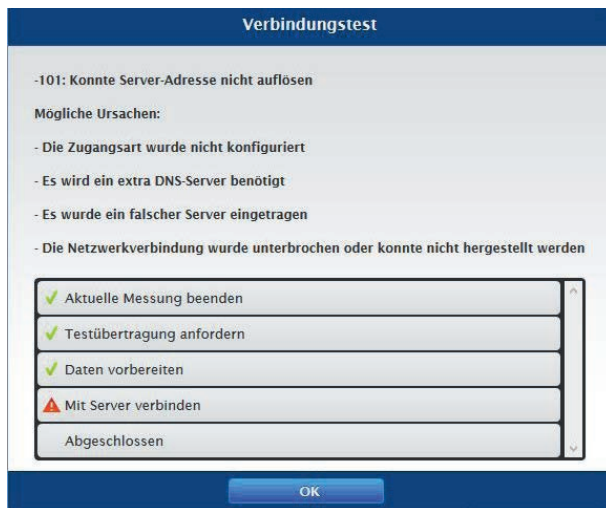 Verbindungstest
-101: Konnte Server-Adresse nicht auflösen
Mögliche Ursachen:
- Die Zugangsart wurde nicht konfiguriert
- Es wird ein extra DNS-Server benötigt
- Es wurde ein falscher Server eingetragen
- Die Netzwerkverbindung wurde unterbrochen oder konnte nicht hergestellt werden
Aktuelle Messung beenden
Testübertragung anfordern
Daten vorbereiten
Mit Server verbinden
Abgeschlossen
OK